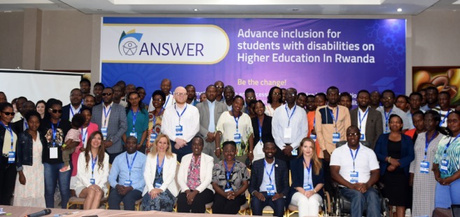 ANSWER
Advance inclusion for
students with disabilities on
Higher Education In Rwanda
Be the change!